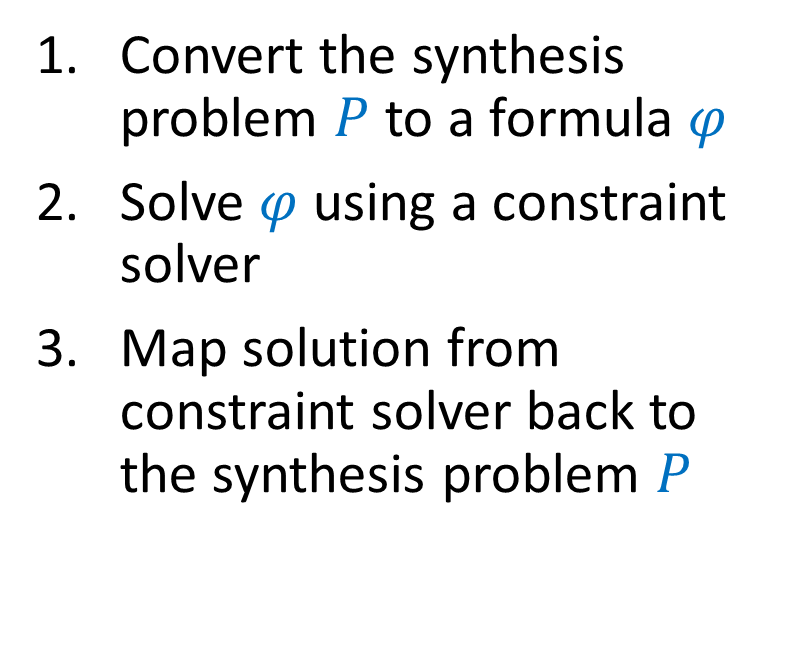 1. Convert the synthesis
problem P to a formula φ
2. Solve φ using a constraint
solver
3. Map solution from
constraint solver back to
the synthesis problem P